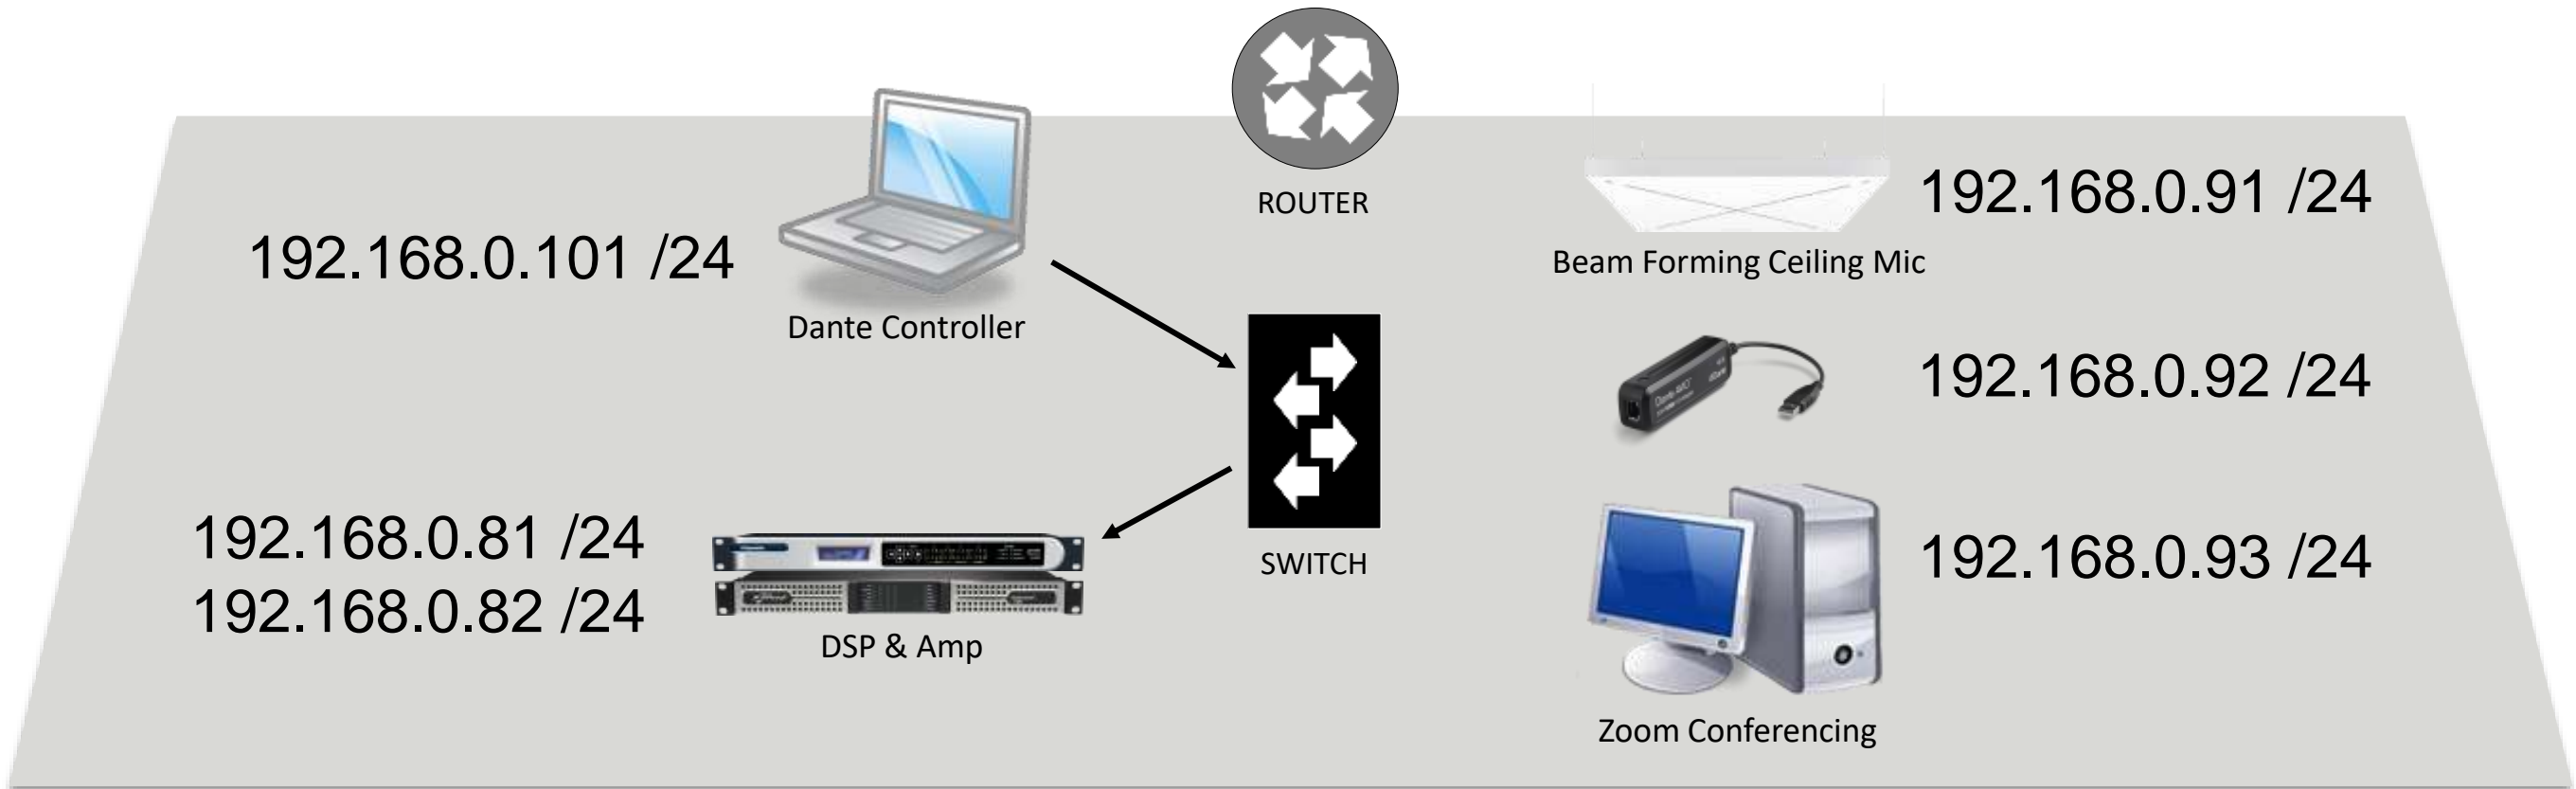 ROUTER
192.168.0.101 /24
Dante Controller
192.168.0.91 /24
Beam Forming Ceiling Mic
192.168.0.92 /24
Dante AVIO
192.168.0.81 /24
192.168.0.82 /24
DSP & Amp
SWITCH
192.168.0.93 /24
Zoom Conferencing